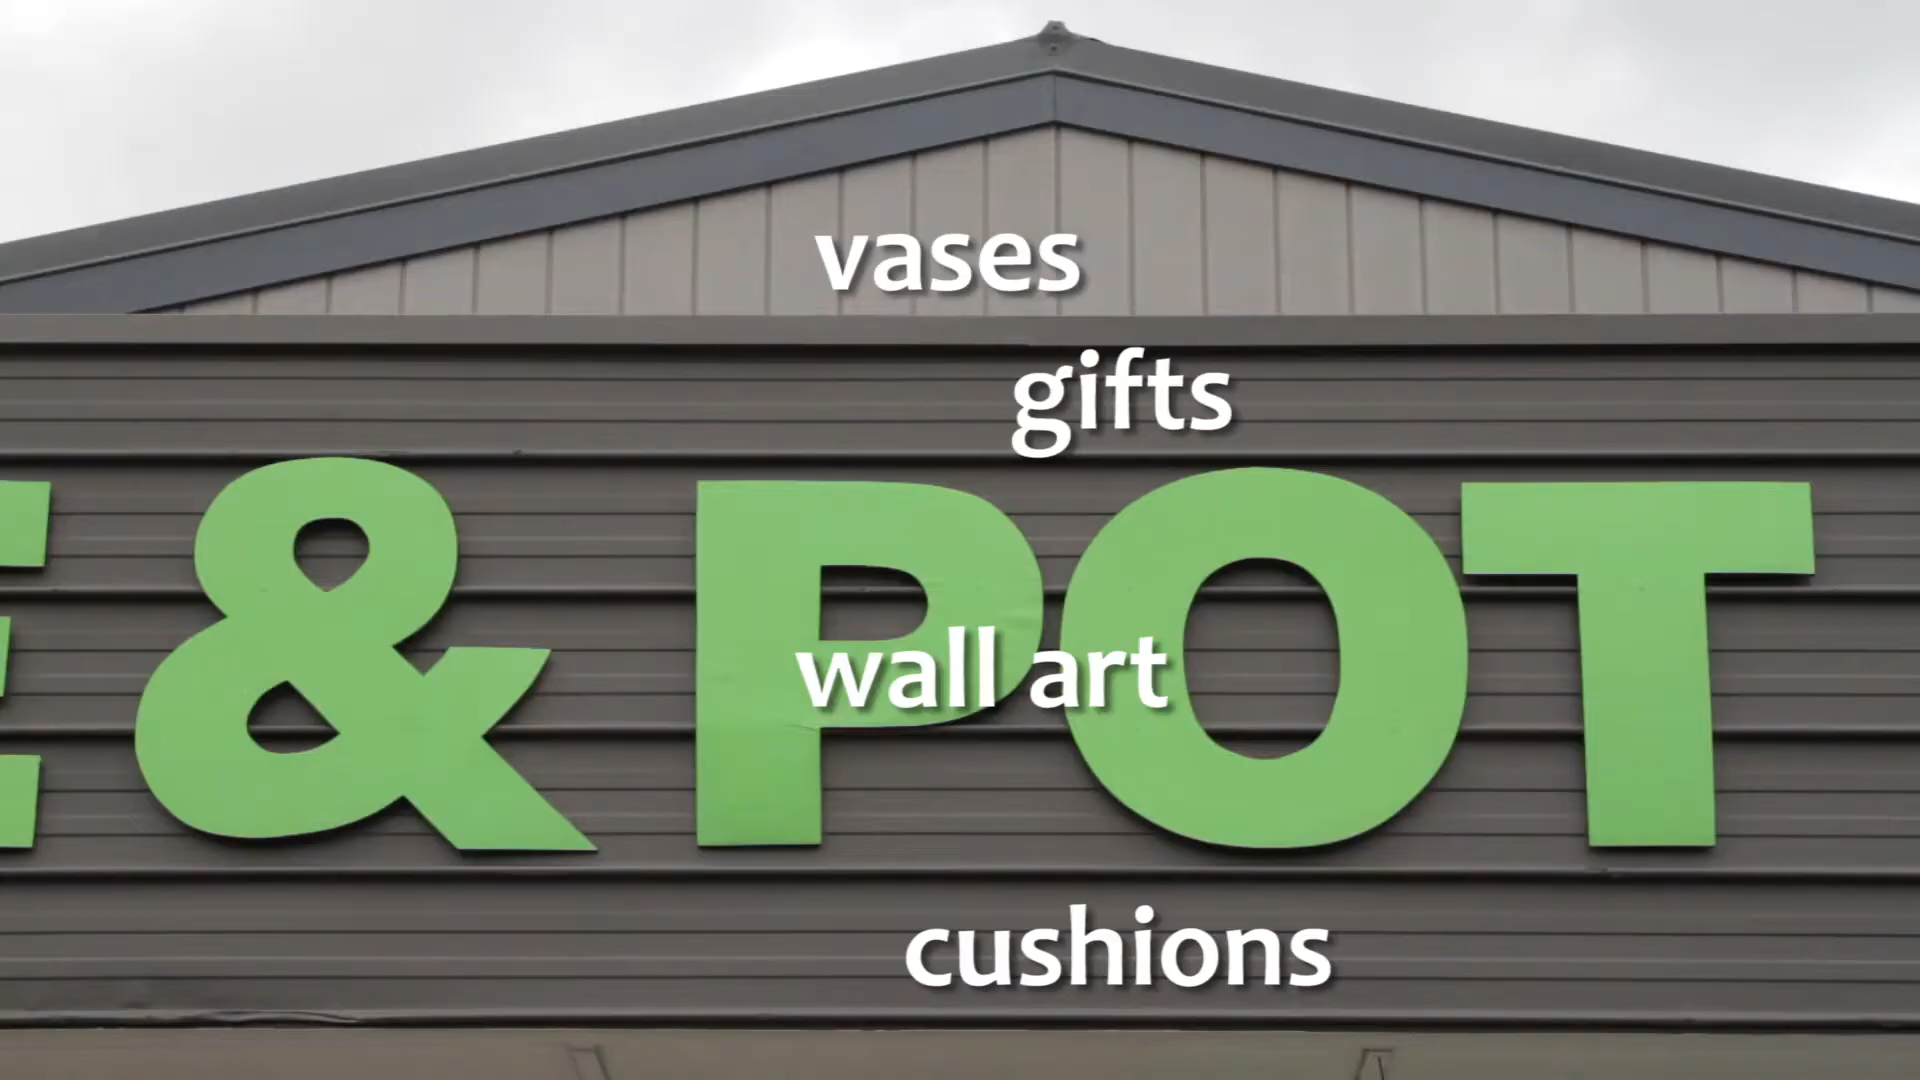 vases
gifts
& POT
wall art
cushions